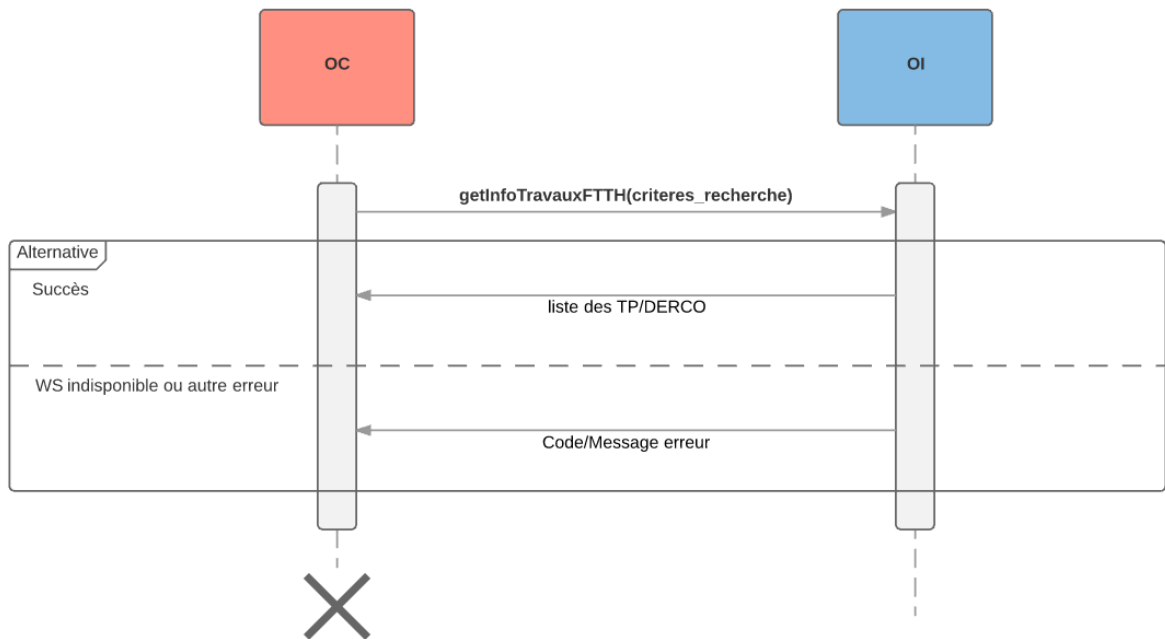 OC
OI
getInfoTravauxFTTH(criteres_recherche)
Alternative
Succès
liste des TP/DERCO
WS indisponible ou autre erreur
Code/Message erreur